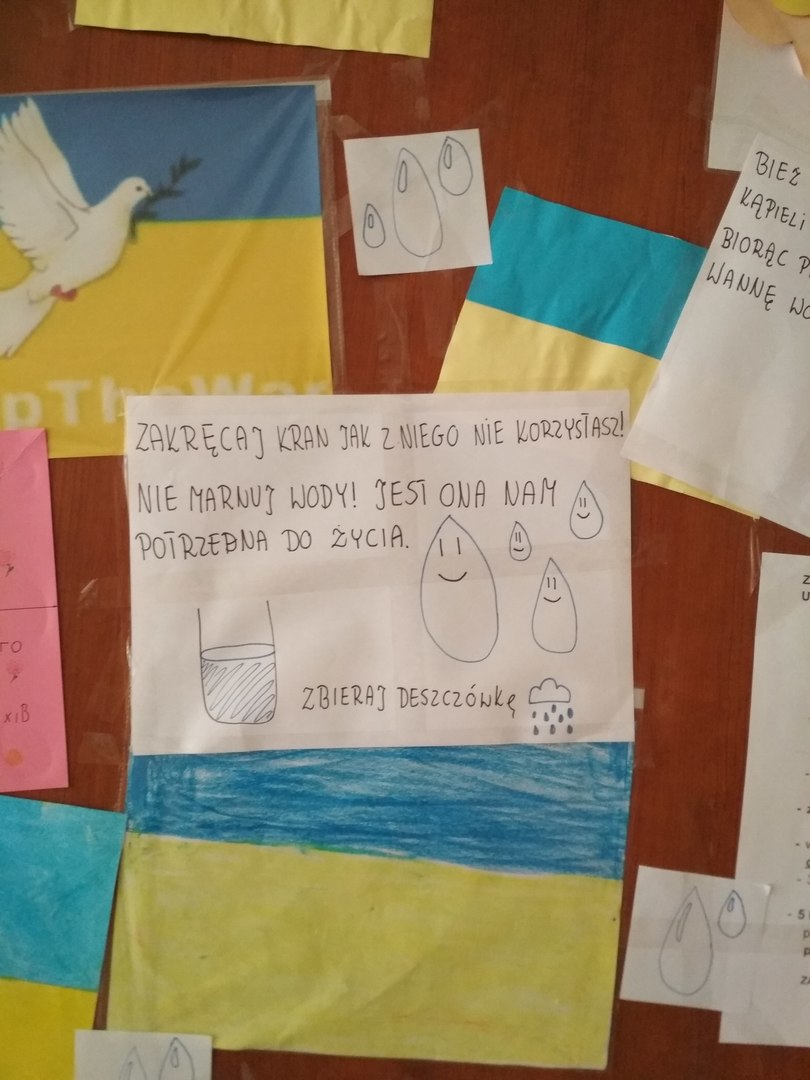 BIEŻ
KĄPIELI
BIORĄC
WANNĘ
ZAKRĘCAJ KRAN JAK Z NIEGO NIE KORZYSTASZ!
NIE MARNUJ WODY! JEST ONA NAM
POTRZEBNA DO ŻYCIA.
ZBIERAJ DESZCZÓWKĘ